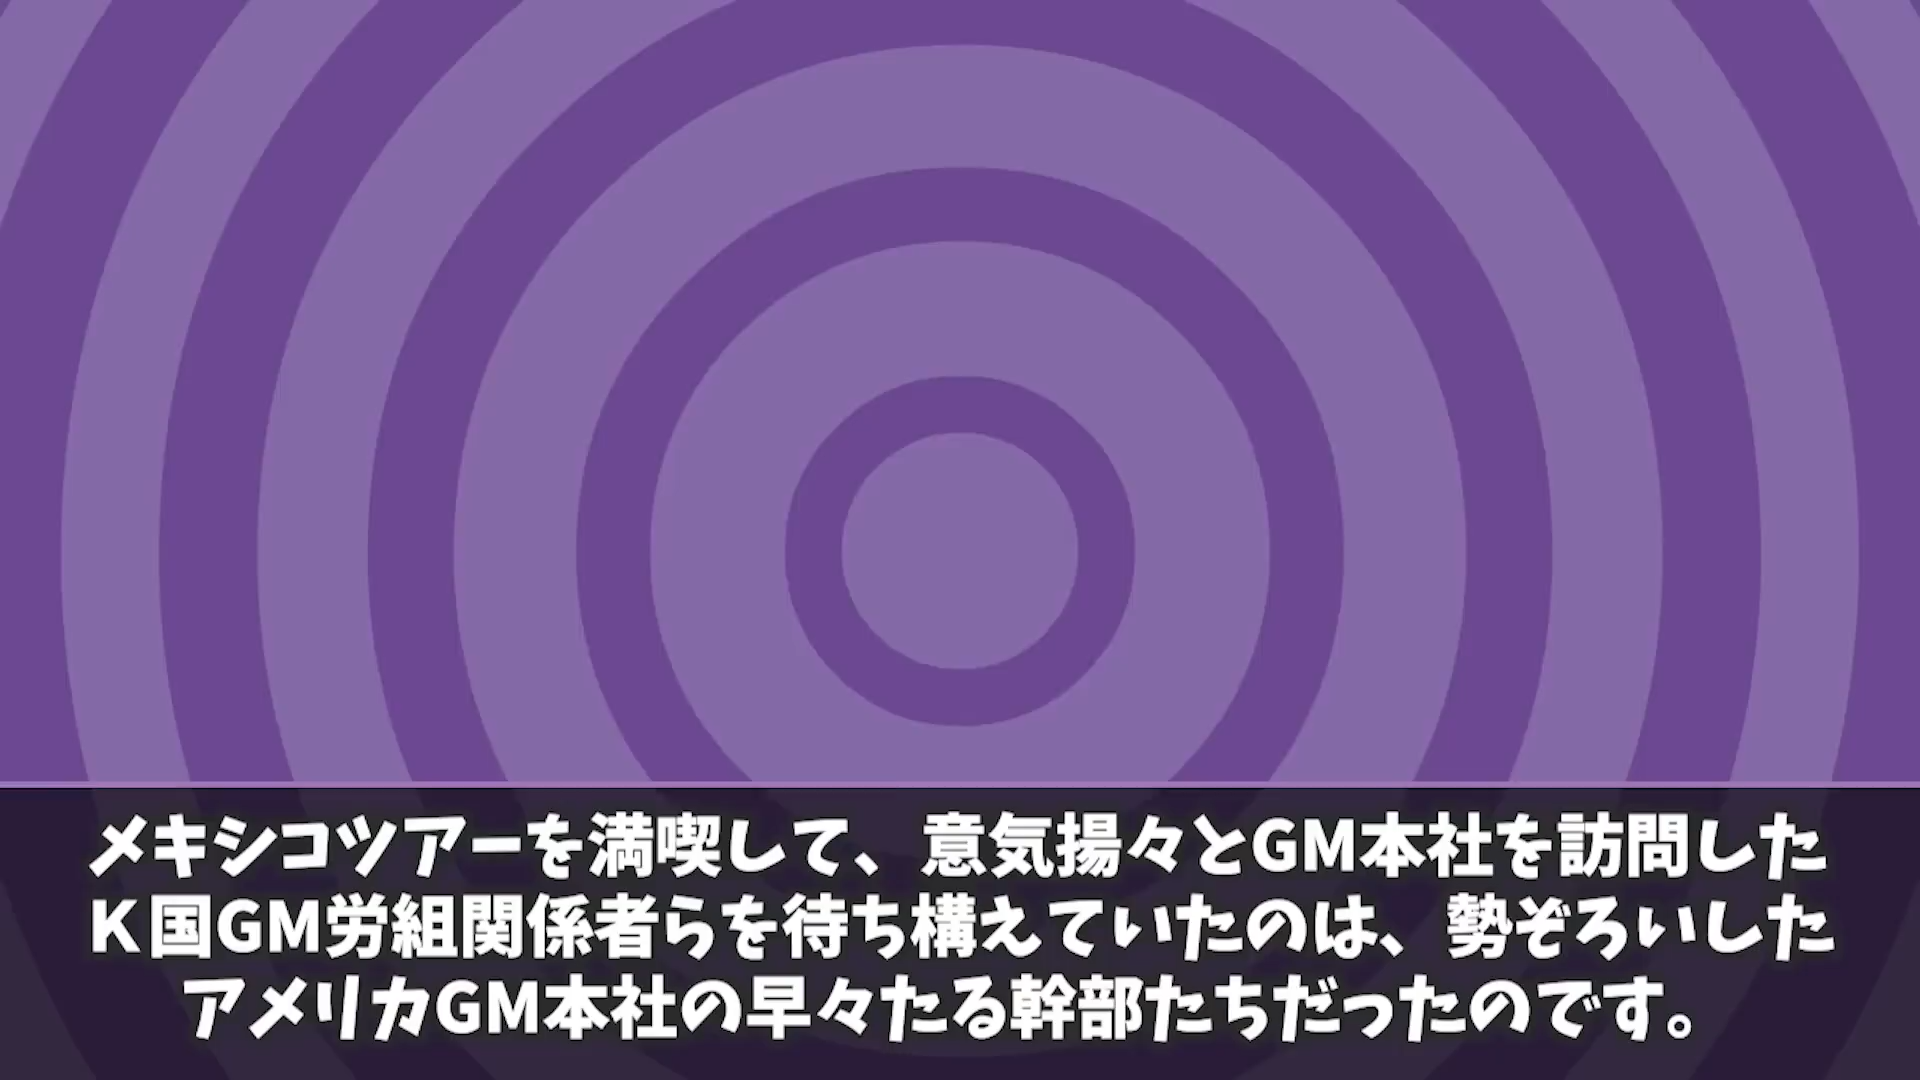 メキシコツアーを満喫して、意気揚々とGM本社を訪問した
K国GM労組関係者らを待ち構えていたのは、勢ぞろいした
アメリカGM本社の早々たる幹部たちだったのです。